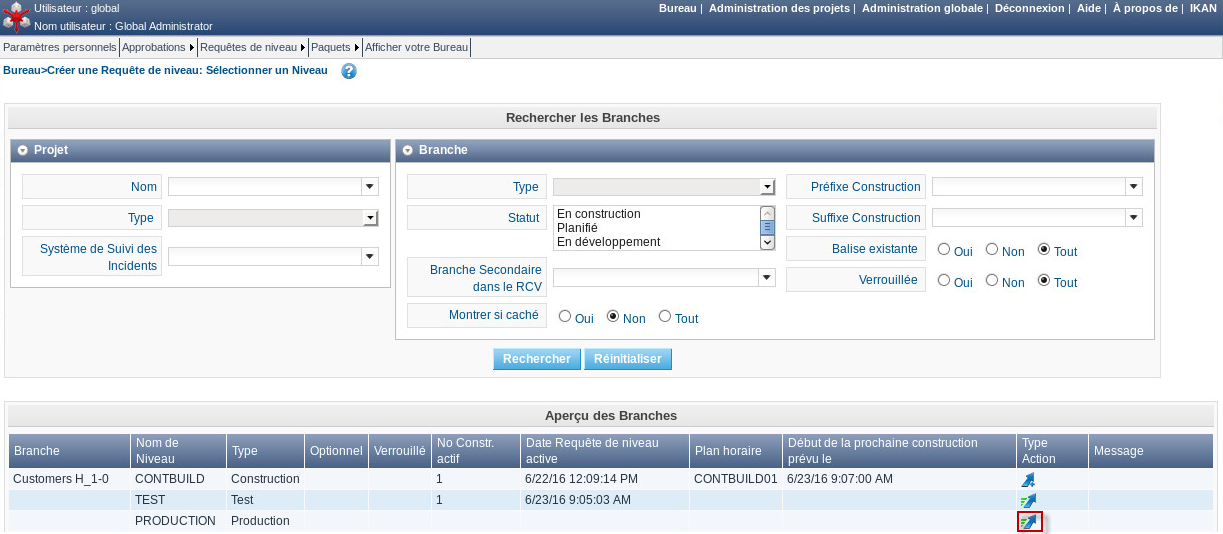 Utilisateur : global
Bureau | Administration des projets | Administration globale | Déconnexion | Aide | À propos de | IKAN
Nom utilisateur : Global Administrator
Paramètres personnels Approbations Requêtes de niveau Paquets Afficher votre Bureau
Bureau>Créer une Requête de niveau: Sélectionner un Niveau ?
Rechercher les Branches
Projet
Nom
Type
Système de Suivi des
Incidents
Branche
Type
Statut
En construction
Planifié
En développement
Branche Secondaire
dans le RCV
Montrer si caché Oui Non Tout
Préfixe Construction
Suffixe Construction
Balise existante Oui Non Tout
Verrouillée Oui Non Tout
Rechercher Réinitialiser
Aperçu des Branches
Branche Nom de Niveau Type Optionnel Verrouillé No Constr. actif Date Requête de niveau active Plan horaire Début de la prochaine construction prévu le Type Action Message
Customers H_1-0 CONTBUILD Construction 1 6/22/16 12:09:14 PM CONTBUILD01 6/23/16 9:07:00 AM
TEST Test 1 6/23/16 9:05:03 AM
PRODUCTION Production